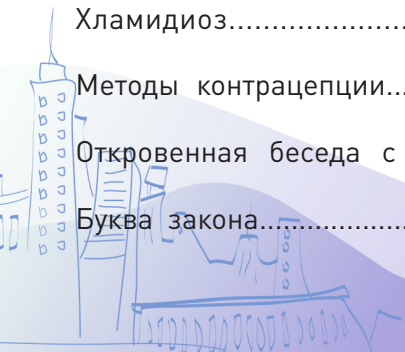 Хламидиоз....................
Методы контрацепции...
Откровенная беседа с
Буква закона...................